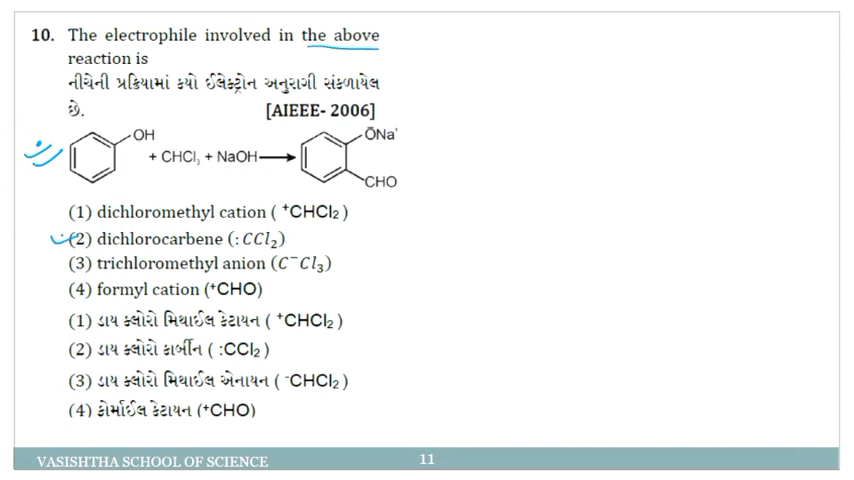 10. The electrophile involved in the above
reaction is
નીચેની પ્રક્રિયામાં કયો ઈલેક્ટ્રોન અનુરાગી સંકળાયેલ
છે. [AIEEE- 2006]
OH + CHCl₃ + NaOH ŌNa⁺
CHO
(1) dichloromethyl cation ( ⁺CHCl₂ )
(2) dichlorocarbene (: CCl₂)
(3) trichloromethyl anion (C⁻Cl₃)
(4) formyl cation (⁺CHO)
(1) ડાય ક્લોરો મિથાઈલ કેટાયન ( ⁺CHCl₂ )
(2) ડાય ક્લોરો કાર્બીન ( :CCl₂ )
(3) ડાય ક્લોરો મિથાઈલ એનાયન ( ⁻CHCl₂ )
(4) ફોર્માઈલ કેટાયન (⁺CHO)
VASISHTHA SCHOOL OF SCIENCE 11